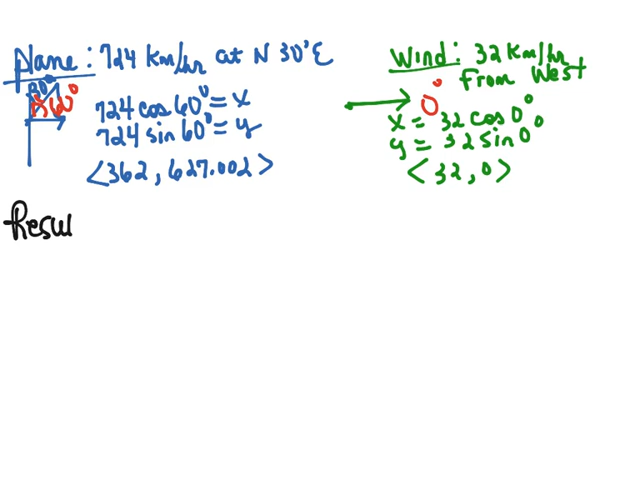 Plane: 724 km/hr at N 30° E
30°
60°
724 cos 60° = x
724 sin 60° = y
<362, 627.002>
Wind: 32 km/hr
from West
0°
x = 32 cos 0°
y = 32 sin 0°
<32, 0>
Resu